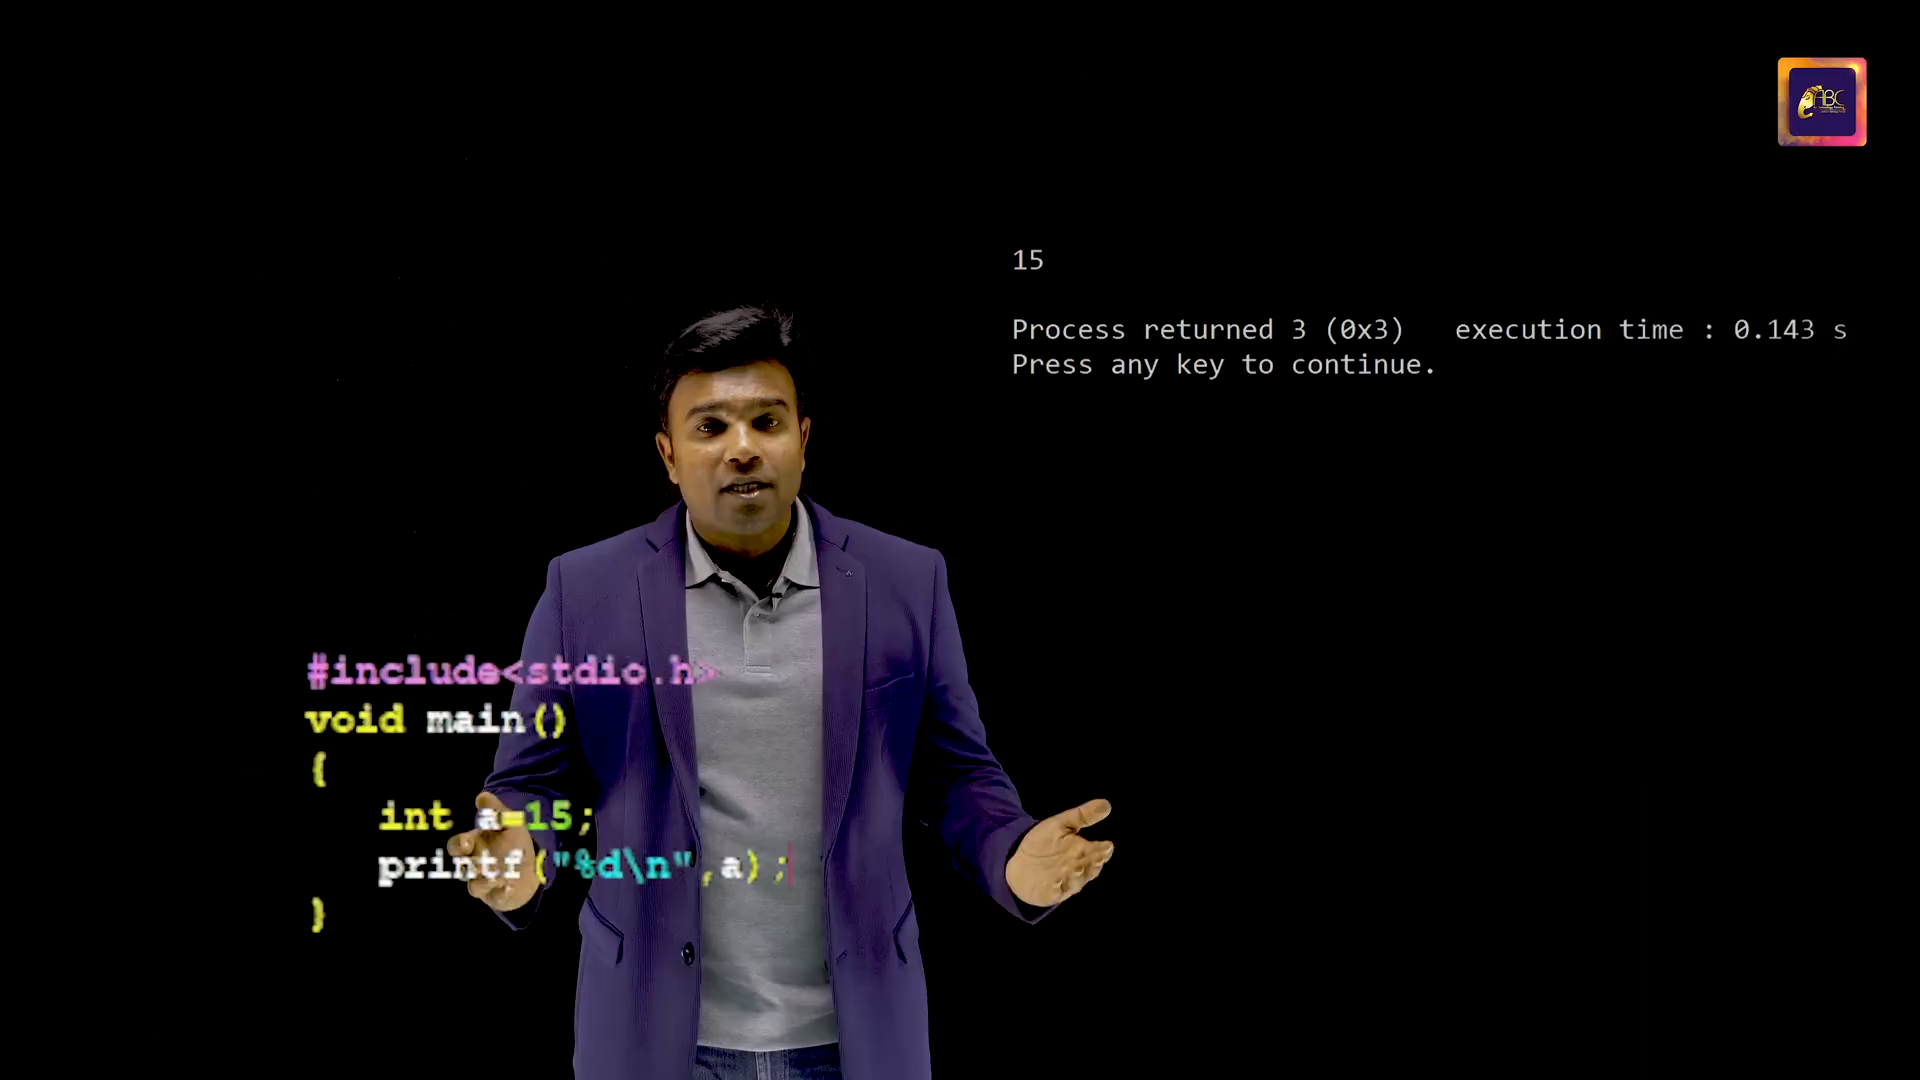 ABC
15
Process returned 3 (0x3)   execution time : 0.143 s
Press any key to continue.
#include<stdio.h>
void main()
{
int a=15;
printf("%d\n",a);
}